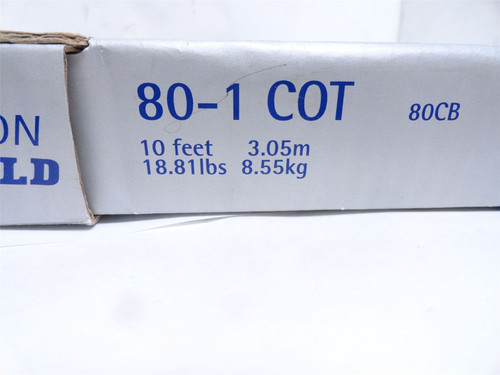 80-1 COT 80CB
10 feet 3.05m
18.81lbs 8.55kg
ON
LD